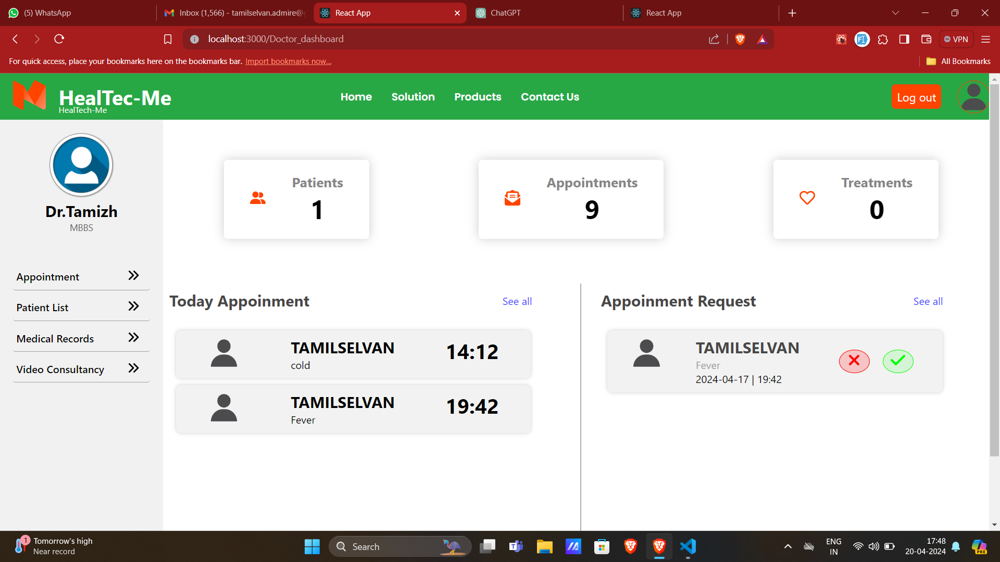 (5) WhatsApp
Inbox (1,566) - tamilselvan.admire@
React App
ChatGPT
React App
localhost:3000/Doctor_dashboard
VPN
For quick access, place your bookmarks here on the bookmarks bar. Import bookmarks now...
All Bookmarks
HealTec-Me
HealTech-Me
Home
Solution
Products
Contact Us
Log out
Dr.Tamizh
MBBS
Appointment
Patient List
Medical Records
Video Consultancy
Patients
1
Appointments
9
Treatments
0
Today Appoinment
See all
TAMILSELVAN
cold
14:12
TAMILSELVAN
Fever
19:42
Appoinment Request
See all
TAMILSELVAN
Fever
2024-04-17 | 19:42
1
Tomorrow's high
Near record
Search
ENG
IN
17:48
20-04-2024
PRE